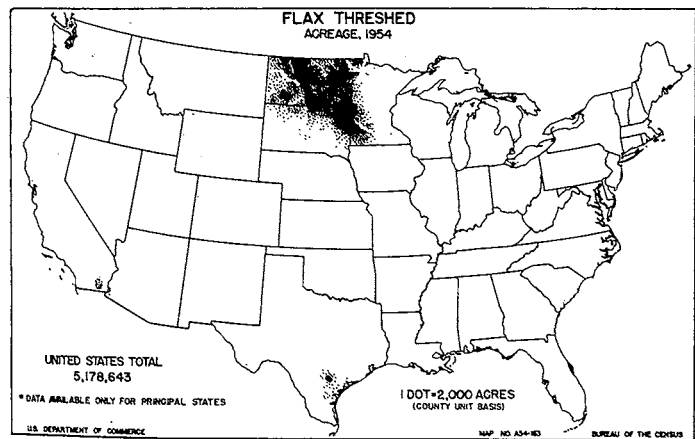 FLAX THRESHED
ACREAGE, 1954
UNITED STATES TOTAL
5,178,643
* DATA AVAILABLE ONLY FOR PRINCIPAL STATES
1 DOT=2,000 ACRES
(COUNTY UNIT BASIS)
U.S. DEPARTMENT OF COMMERCE
MAP NO. A54-163
BUREAU OF THE CENSUS